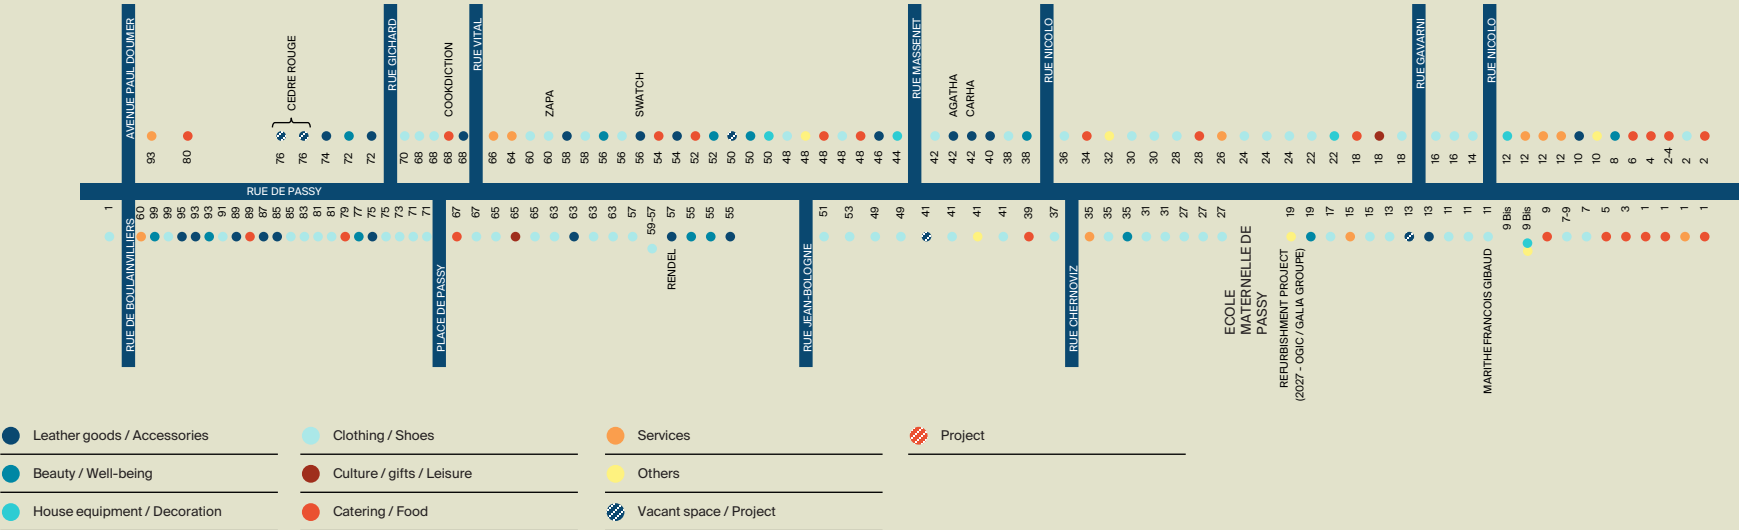 AVENUE PAUL DOUMER
RUE GICHARD
RUE VITAL
RUE MASSENET
RUE NICOLO
RUE GAVARNI
RUE NICOLO
CEDRE ROUGE
COOKDICTION
ZAPA
SWATCH
AGATHA
CARHA
93 80 76 76 74 72 72 70 68 68 68 68 66 64 60 60 58 58 56 56 56 54 54 52 52 50 50 50 48 48 48 48 48 46 44 42 42 42 40 38 38 36 34 32 30 30 28 28 26 24 24 24 22 22 18 18 18 16 16 14 12 12 12 12 10 10 8 6 4 2-4 2 2
RUE DE PASSY
1 60 99 99 95 93 93 91 89 89 87 85 85 83 81 81 79 77 75 75 73 71 71 67 67 65 65 65 63 63 63 63 57 59-57 57 55 55 55 51 53 49 49 41 41 41 41 39 37 35 35 35 31 31 27 27 27 19 19 17 15 15 13 13 13 11 11 11 9 Bis 9 Bis 9 7-9 7 5 3 1 1 1 1
RUE DE BOULAINVILLIERS
PLACE DE PASSY
RENDEL
RUE JEAN-BOLOGNE
RUE CHERNOVIZ
ECOLE
MATERNELLE DE
PASSY
REFURBISHMENT PROJECT
(2027 - OGIC / GALIA GROUPE)
MARITHE FRANCOIS GIBAUD
Leather goods / Accessories
Clothing / Shoes
Services
Project
Beauty / Well-being
Culture / gifts / Leisure
Others
House equipment / Decoration
Catering / Food
Vacant space / Project